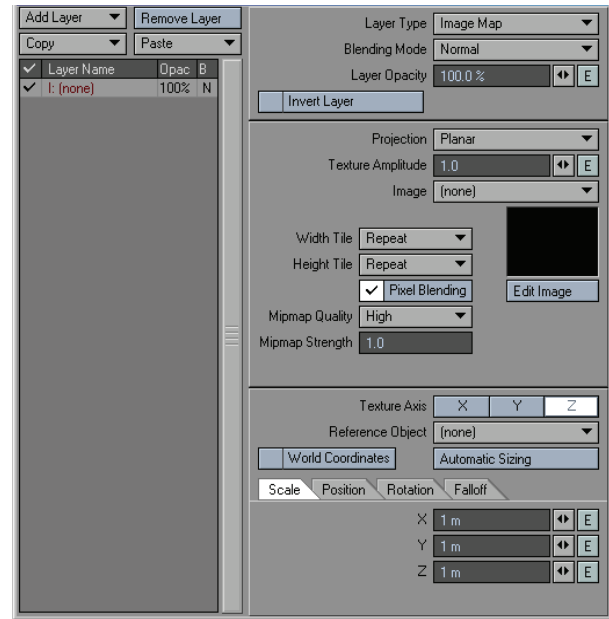 Add Layer
Remove Layer
Copy
Paste
Layer Name Opac B
I: (none) 100% N
Layer Type Image Map
Blending Mode Normal
Layer Opacity 100.0 % E
Invert Layer
Projection Planar
Texture Amplitude 1.0 E
Image (none)
Width Tile Repeat
Height Tile Repeat
Pixel Blending
Edit Image
Mipmap Quality High
Mipmap Strength 1.0
Texture Axis X Y Z
Reference Object (none)
World Coordinates
Automatic Sizing
Scale Position Rotation Falloff
X 1 m E
Y 1 m E
Z 1 m E